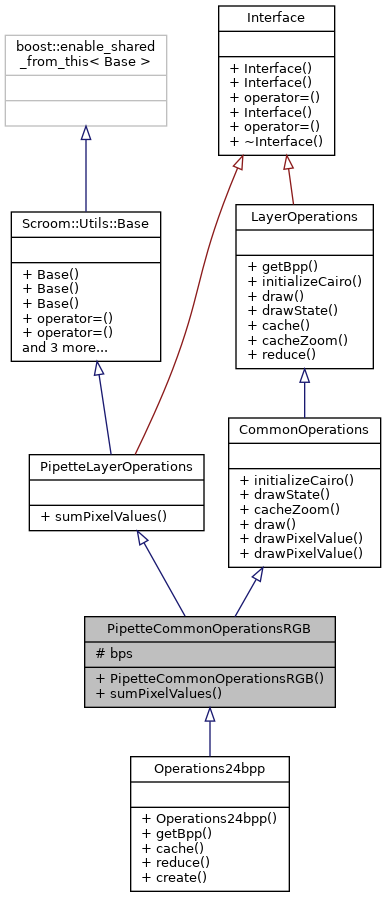 Interface
+ Interface()
+ Interface()
+ operator=()
+ Interface()
+ operator=()
+ ~Interface()
boost::enable_shared
_from_this< Base >
LayerOperations
+ getBpp()
+ initializeCairo()
+ draw()
+ drawState()
+ cache()
+ cacheZoom()
+ reduce()
Scroom::Utils::Base
+ Base()
+ Base()
+ Base()
+ operator=()
+ operator=()
and 3 more...
CommonOperations
+ initializeCairo()
+ drawState()
+ cacheZoom()
+ draw()
+ drawPixelValue()
+ drawPixelValue()
PipetteLayerOperations
+ sumPixelValues()
PipetteCommonOperationsRGB
# bps
+ PipetteCommonOperationsRGB()
+ sumPixelValues()
Operations24bpp
+ Operations24bpp()
+ getBpp()
+ cache()
+ reduce()
+ create()